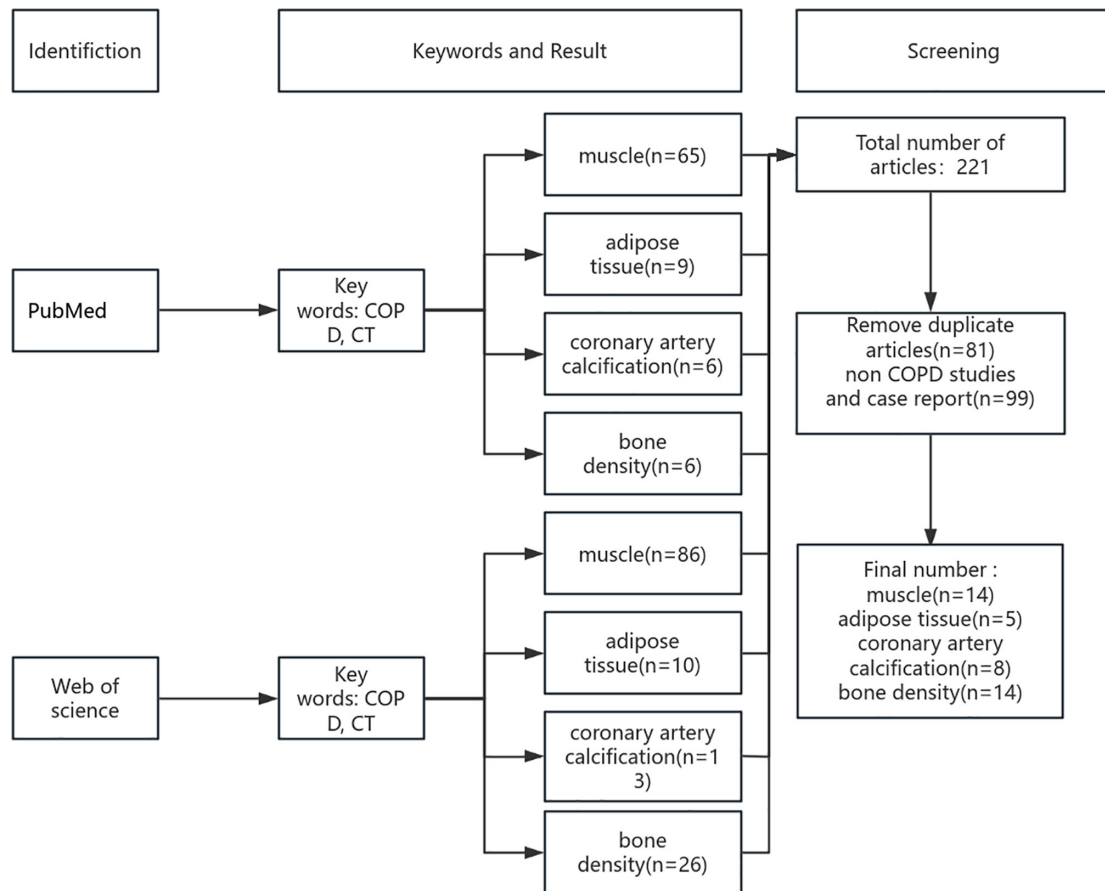 Identifiction
Keywords and Result
Screening
muscle(n=65)
adipose
tissue(n=9)
coronary artery
calcification(n=6)
bone
density(n=6)
PubMed
Key
words: COP
D, CT
muscle(n=86)
adipose
tissue(n=10)
coronary artery
calcification(n=1
3)
bone
density(n=26)
Web of
science
Key
words: COP
D, CT
Total number of
articles: 221
Remove duplicate
articles(n=81)
non COPD studies
and case report(n=99)
Final number :
muscle(n=14)
adipose tissue(n=5)
coronary artery
calcification(n=8)
bone density(n=14)